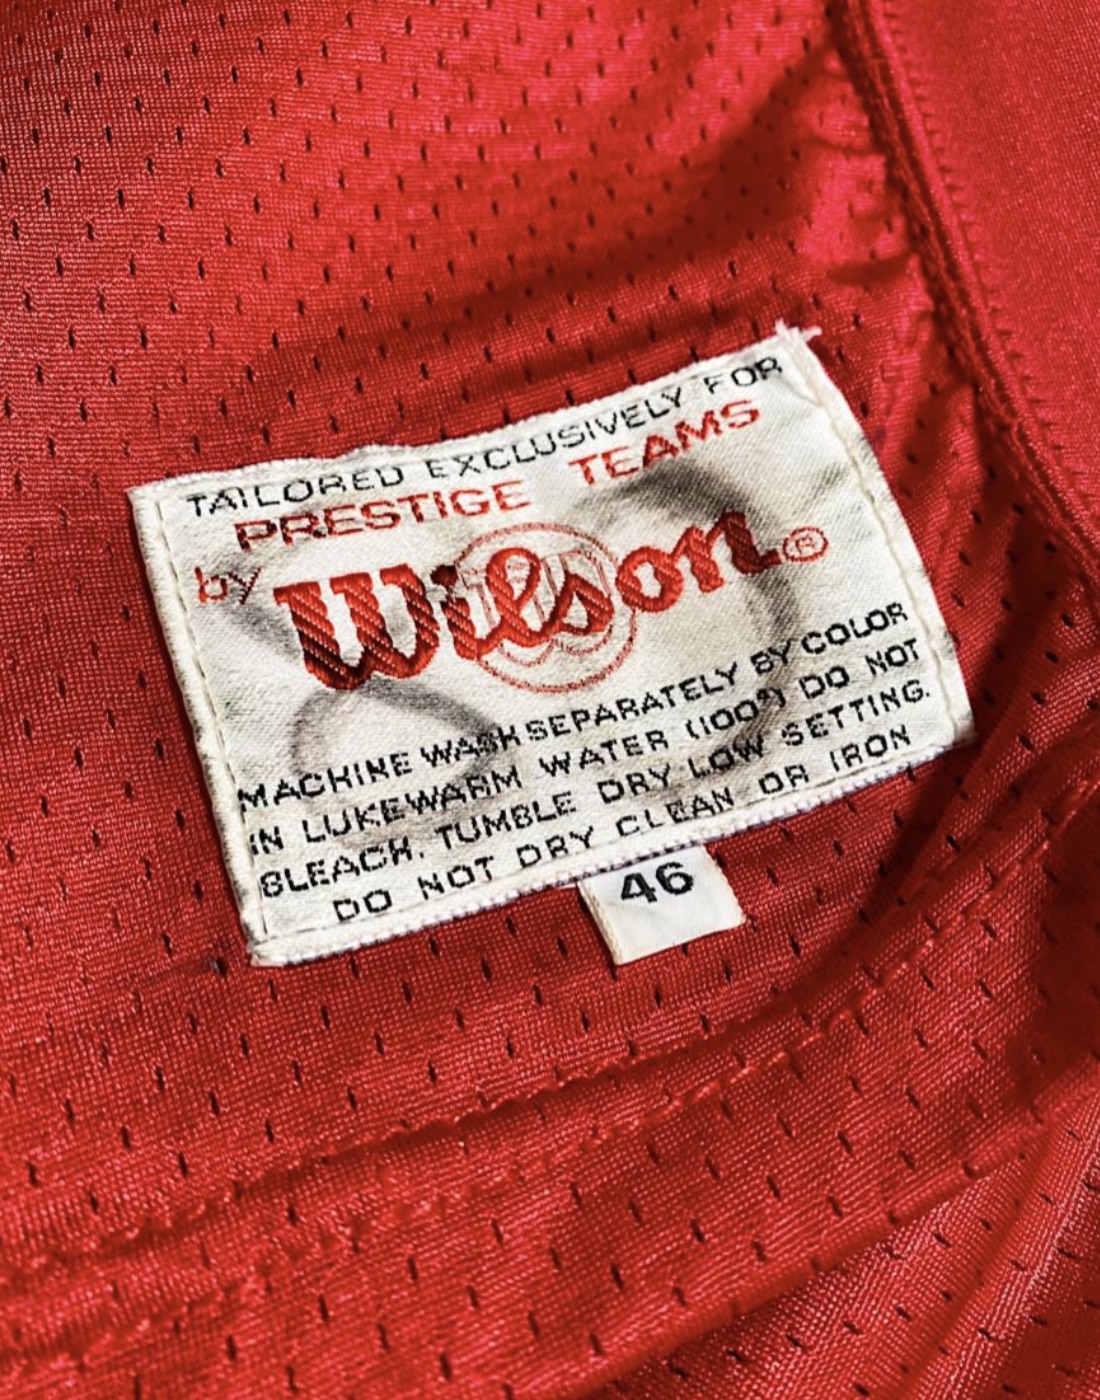 TAILORED EXCLUSIVELY FOR
PRESTIGE TEAMS
by Wilson®
MACHINE WASH SEPARATELY BY COLOR
IN LUKEWARM WATER (100°) DO NOT
BLEACH. TUMBLE DRY LOW SETTING.
DO NOT DRY CLEAN OR IRON
46